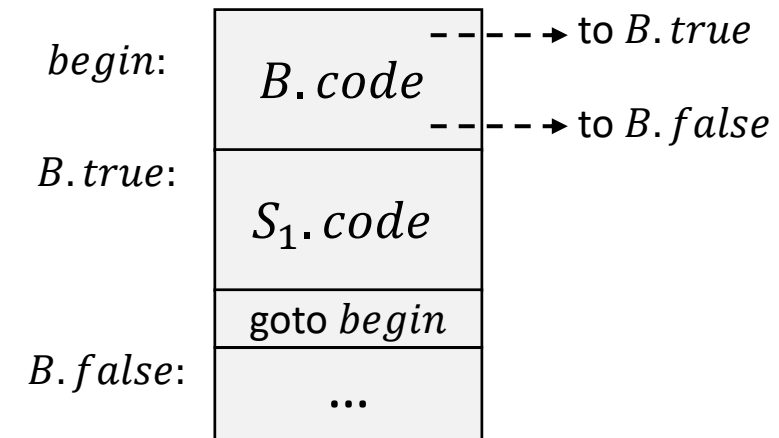 begin:
B.code
to B.true
to B.false
B.true:
S₁.code
goto begin
B.false:
...